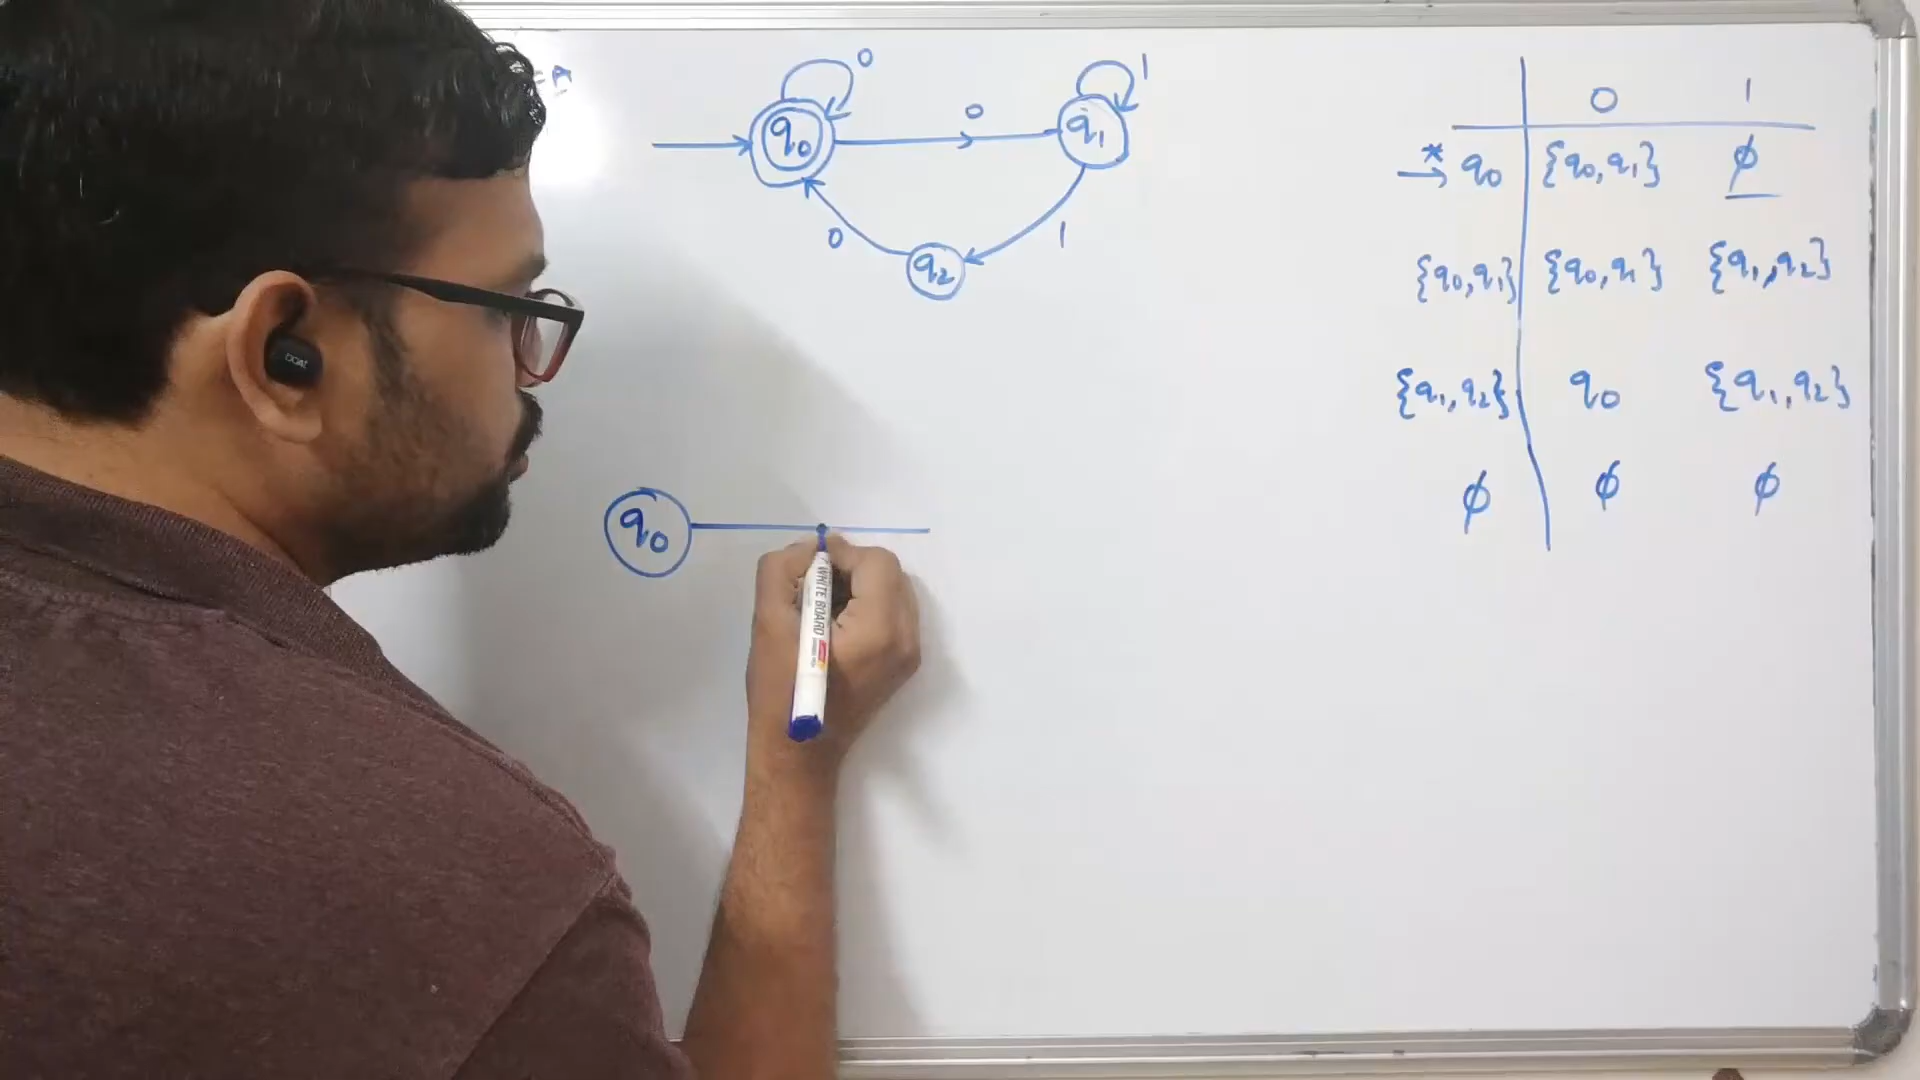 =A
0
0
1
q0
q1
0
1
q2
q0
0 1
* → q0 {q0, q1} ϕ
{q0, q1} {q0, q1} {q1, q2}
{q1, q2} q0 {q1, q2}
ϕ ϕ ϕ
WHITE BOARD
boat